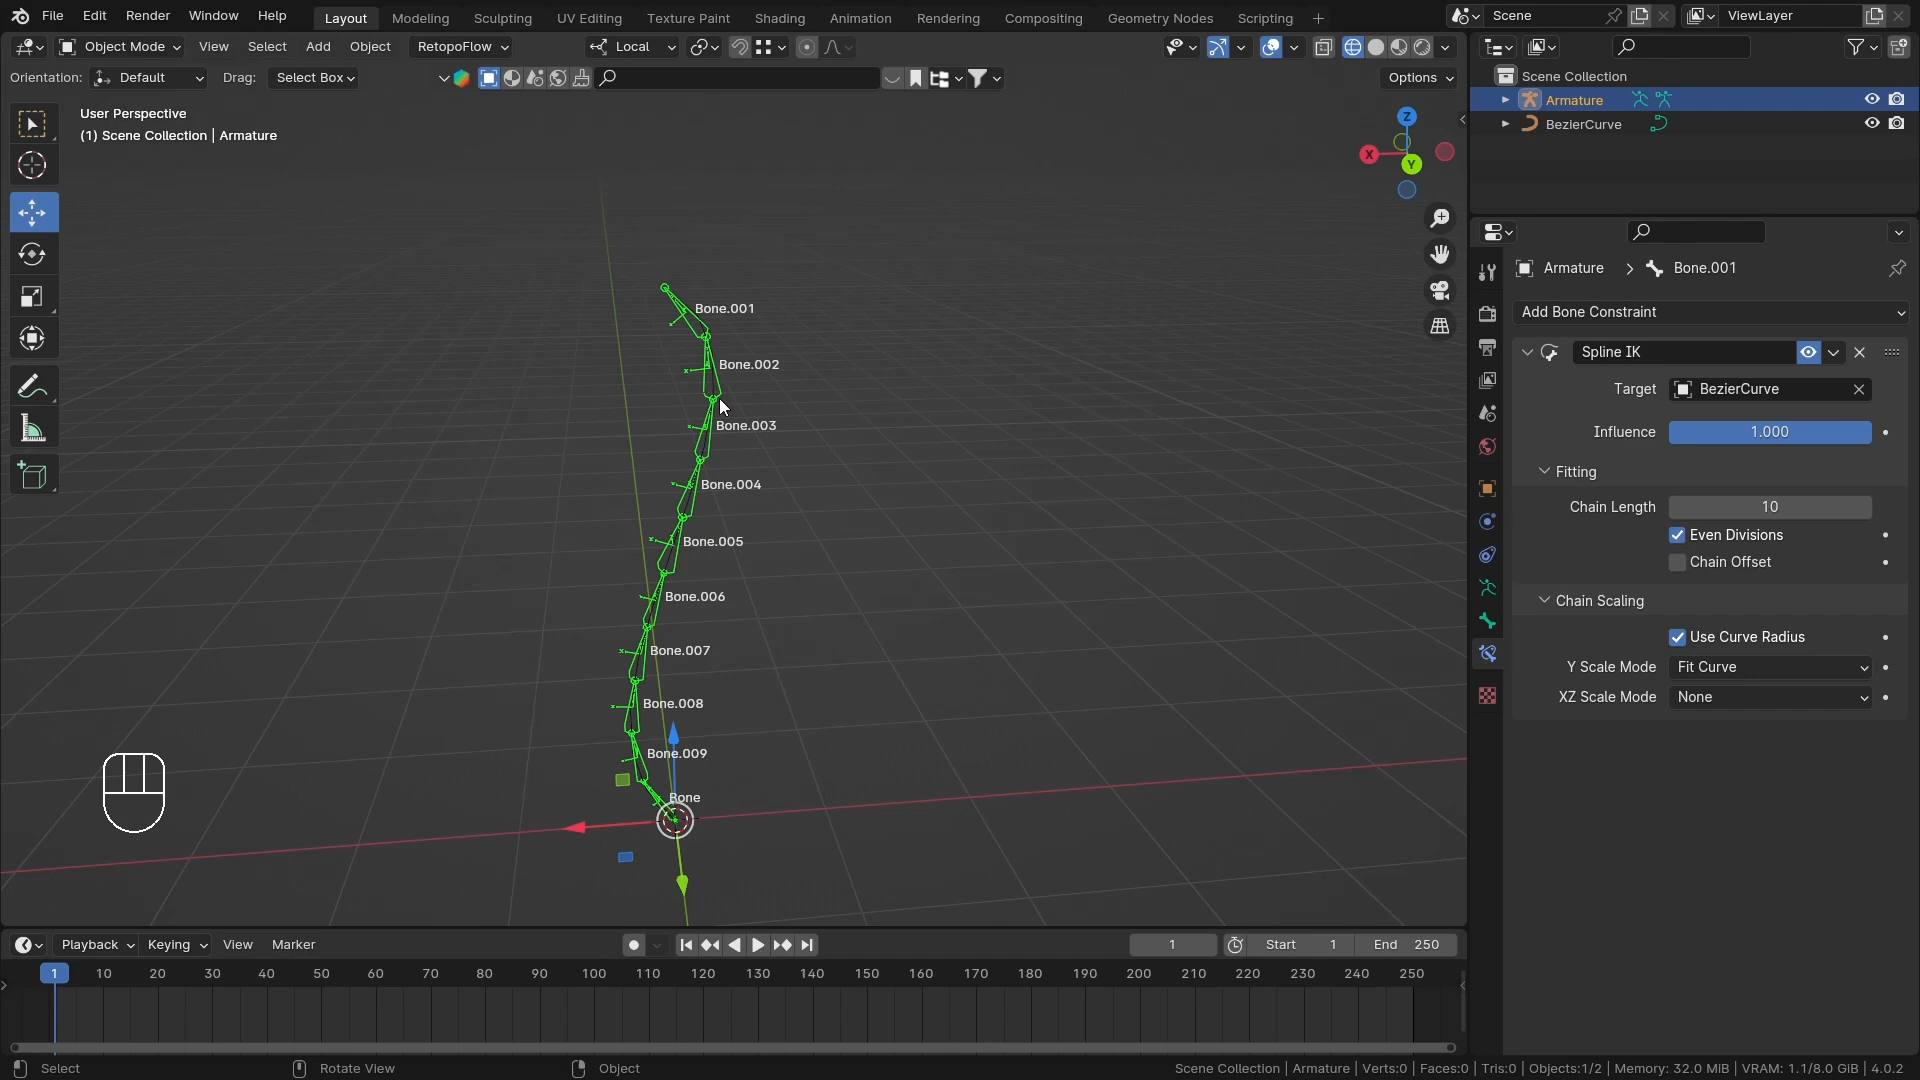 File Edit Render Window Help Layout Modeling Sculpting UV Editing Texture Paint Shading Animation Rendering Compositing Geometry Nodes Scripting + Scene ViewLayer
Object Mode View Select Add Object RetopoFlow Local
Orientation: Default Drag: Select Box Options
Scene Collection
Armature
BezierCurve
User Perspective
(1) Scene Collection | Armature
Z
X
Y
Bone.001
Bone.002
Bone.003
Bone.004
Bone.005
Bone.006
Bone.007
Bone.008
Bone.009
Bone
Armature > Bone.001
Add Bone Constraint
Spline IK
Target BezierCurve
Influence 1.000
Fitting
Chain Length 10
Even Divisions
Chain Offset
Chain Scaling
Use Curve Radius
Y Scale Mode Fit Curve
XZ Scale Mode None
Playback Keying View Marker 1 Start 1 End 250
1 10 20 30 40 50 60 70 80 90 100 110 120 130 140 150 160 170 180 190 200 210 220 230 240 250
Select Rotate View Object Scene Collection | Armature | Verts:0 | Faces:0 | Tris:0 | Objects:1/2 | Memory: 32.0 MiB | VRAM: 1.1/8.0 GiB | 4.0.2